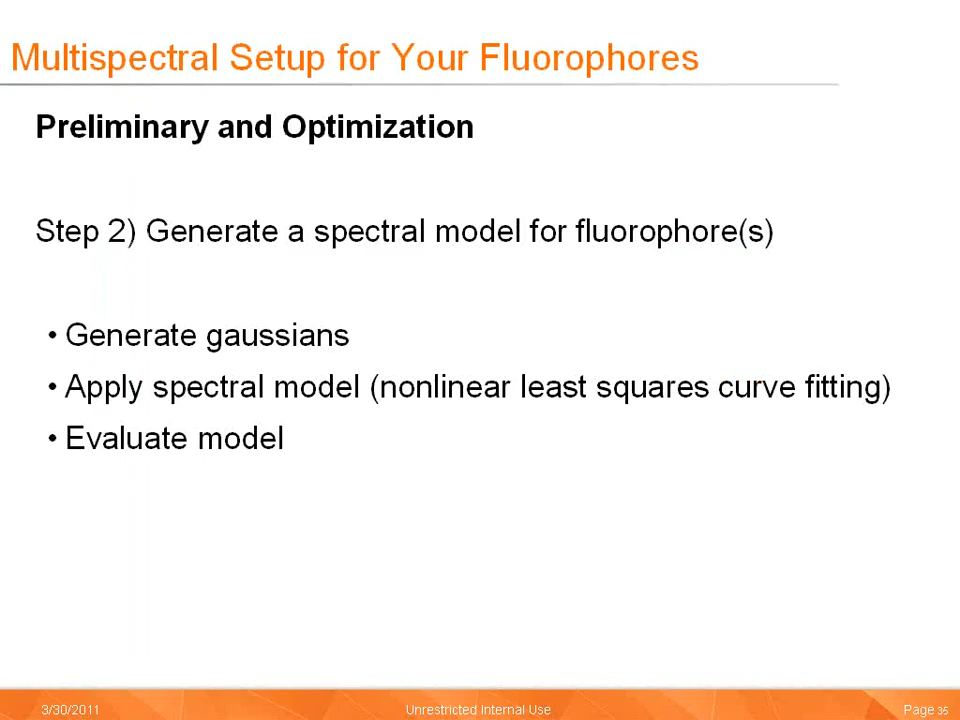 Multispectral Setup for Your Fluorophores
Preliminary and Optimization
Step 2) Generate a spectral model for fluorophore(s)
• Generate gaussians
• Apply spectral model (nonlinear least squares curve fitting)
• Evaluate model
3/30/2011 Unrestricted Internal Use Page 35